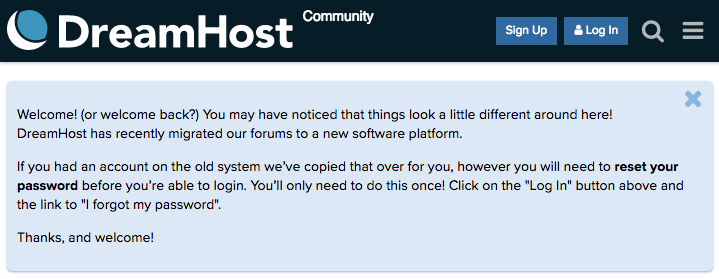 DreamHost Community
Sign Up
Log In
Welcome! (or welcome back?) You may have noticed that things look a little different around here!
DreamHost has recently migrated our forums to a new software platform.
If you had an account on the old system we've copied that over for you, however you will need to reset your
password before you're able to login. You'll only need to do this once! Click on the "Log In" button above and
the link to "I forgot my password".
Thanks, and welcome!